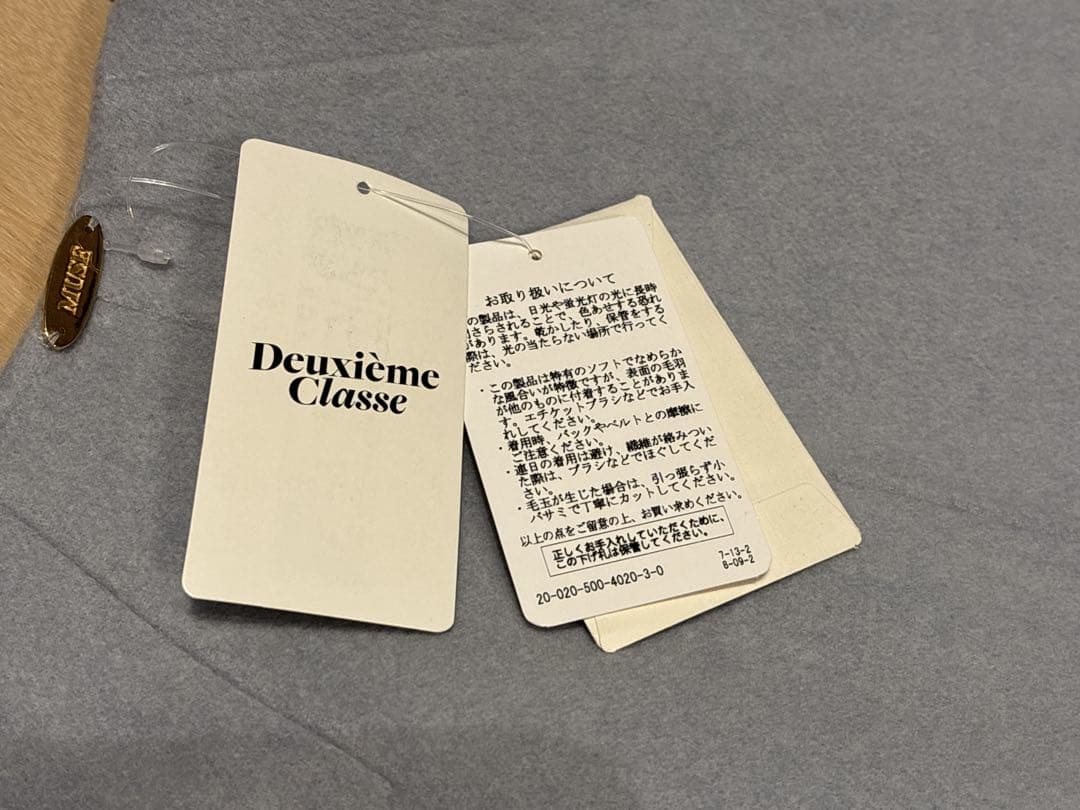 MUSE
Deuxième
Classe
お取り扱いについて
の製品は、日光や蛍光灯の光に長時
さらされることで、色あせする恐れ
があります。乾かしたり、保管をする
際は、光の当たらない場所で行ってく
ださい。
・この製品は特有のソフトでなめらか
な風合いが特徴ですが、表面の毛羽
が他のものに付着することがありま
す。エチケットブラシなどでお手入
れしてください。
・着用時、バックやベルトとの摩擦に
ご注意ください。
・連日の着用は避け、繊維が絡みつい
た際は、ブラシなどでほぐしてくだ
さい。
・毛玉が生じた場合は、引っ張らず小
バサミで丁寧にカットしてください。
以上の点をご留意の上、お買い求めください。
正しくお手入れしていただくために、
この下げ札は保管してください。
7-13-2
6-09-2
20-020-500-4020-3-0